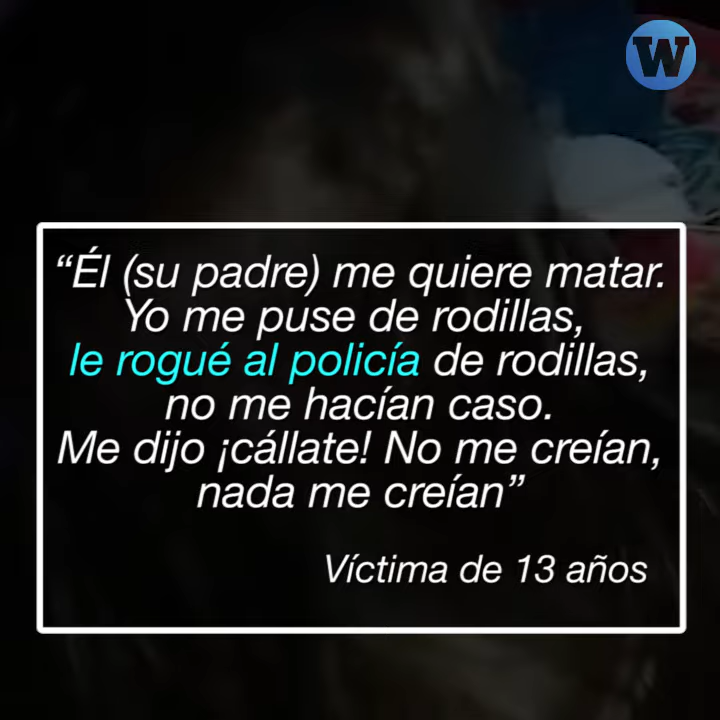 W
“Él (su padre) me quiere matar.
Yo me puse de rodillas,
le rogué al policía de rodillas,
no me hacían caso.
Me dijo ¡cállate! No me creían,
nada me creían”
Víctima de 13 años